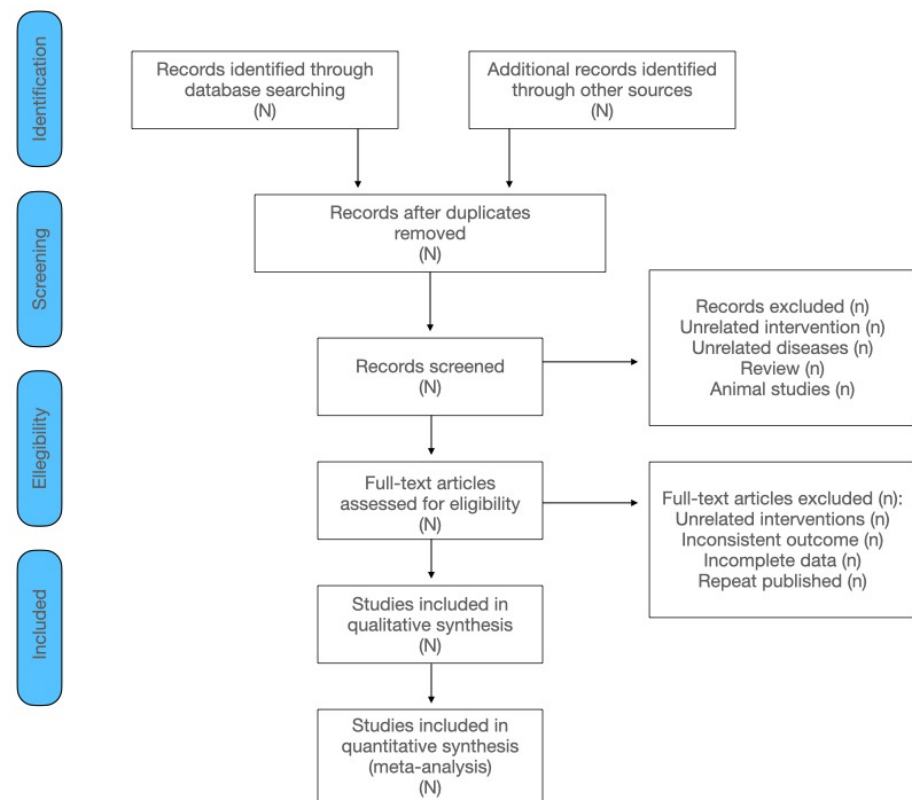 Identification
Records identified through
database searching
(N)
Additional records identified
through other sources
(N)
Screening
Records after duplicates
removed
(N)
Records screened
(N)
Records excluded (n)
Unrelated intervention (n)
Unrelated diseases (n)
Review (n)
Animal studies (n)
Ellegibility
Full-text articles
assessed for eligibility
(N)
Full-text articles excluded (n):
Unrelated interventions (n)
Inconsistent outcome (n)
Incomplete data (n)
Repeat published (n)
Included
Studies included in
qualitative synthesis
(N)
Studies included in
quantitative synthesis
(meta-analysis)
(N)